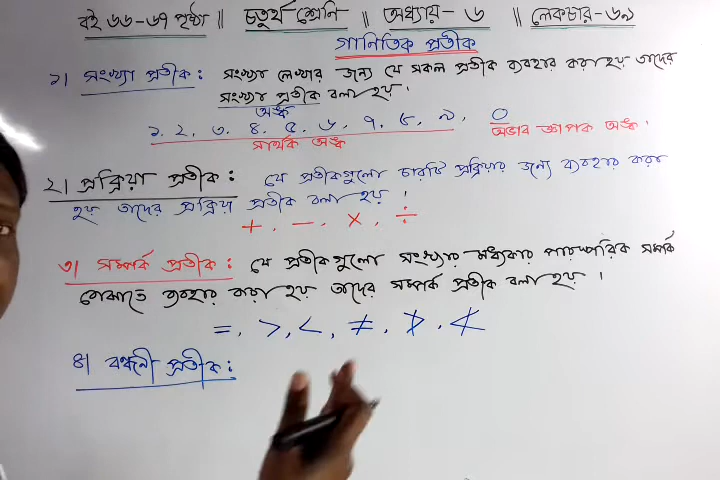 বই ৬৬-৬৭ পৃষ্ঠা || চতুর্থ শ্রেনি || অধ্যায়- ৬ || লেকচার-৬৯
গানিতিক প্রতীক
১) সংখ্যা প্রতীক : সংখ্যা লেখার জন্য যে সকল প্রতীক ব্যবহার করা হয় তাদের
সংখ্যা প্রতীক বলা হয়।
অঙ্ক
১. ২, ৩. ৪. ৫. ৬. ৭. ৮, ৯, ০
সার্থক অঙ্ক অভাব জ্ঞাপক অঙ্ক।
২। প্রক্রিয়া প্রতীক : যে প্রতীকগুলো চারটি প্রক্রিয়ার জন্যে ব্যবহার করা
হয় তাদের প্রক্রিয়া প্রতীক বলা হয়।
+ . − . × . ÷
৩) সম্পর্ক প্রতীক : যে প্রতীকগুলো সংখ্যার মধ্যকার পারস্পরিক সম্পর্ক
বোঝাতে ব্যবহার করা হয় তাদের সম্পর্ক প্রতীক বলা হয়।
=, >, <, ≠, ≯, ≮
৪। বন্ধনী প্রতীক :